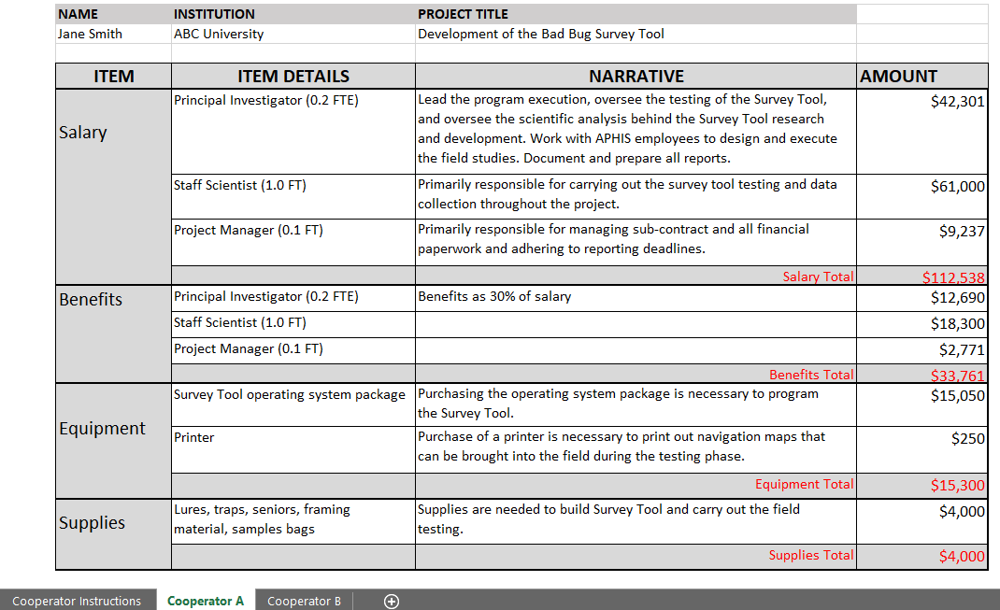 NAME INSTITUTION PROJECT TITLE
Jane Smith ABC University Development of the Bad Bug Survey Tool
ITEM ITEM DETAILS NARRATIVE AMOUNT
Salary
Principal Investigator (0.2 FTE) Lead the program execution, oversee the testing of the Survey Tool, $42,301
and oversee the scientific analysis behind the Survey Tool research
and development. Work with APHIS employees to design and execute
the field studies. Document and prepare all reports.
Staff Scientist (1.0 FT) Primarily responsible for carrying out the survey tool testing and data $61,000
collection throughout the project.
Project Manager (0.1 FT) Primarily responsible for managing sub-contract and all financial $9,237
paperwork and adhering to reporting deadlines.
Salary Total $112,538
Benefits Principal Investigator (0.2 FTE) Benefits as 30% of salary $12,690
Staff Scientist (1.0 FT) $18,300
Project Manager (0.1 FT) $2,771
Benefits Total $33,761
Equipment
Survey Tool operating system package Purchasing the operating system package is necessary to program $15,050
the Survey Tool.
Printer Purchase of a printer is necessary to print out navigation maps that $250
can be brought into the field during the testing phase.
Equipment Total $15,300
Supplies
Lures, traps, seniors, framing Supplies are needed to build Survey Tool and carry out the field $4,000
material, samples bags testing.
Supplies Total $4,000
Cooperator Instructions Cooperator A Cooperator B